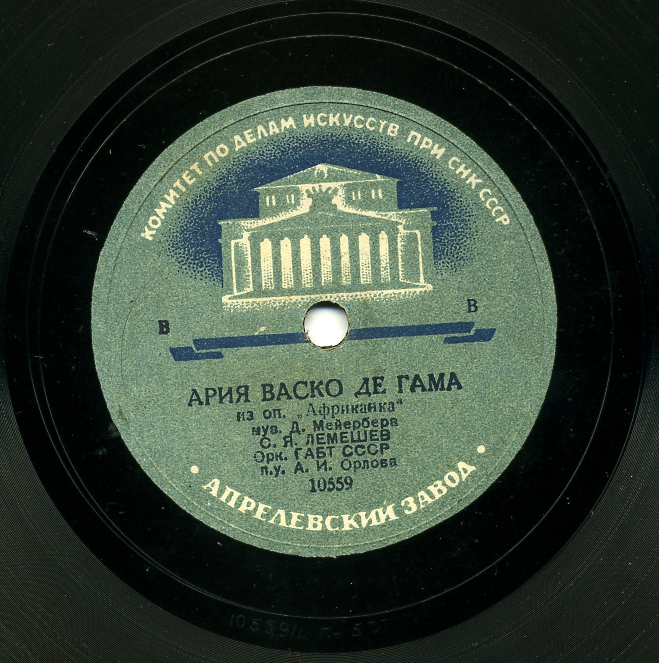 КОМИТЕТ ПО ДЕЛАМ ИСКУССТВ ПРИ СНК СССР
В В
АРИЯ ВАСКО ДЕ ГАМА
из оп. „Африканка“
муз. Д. Мейербера
С. Я. ЛЕМЕШЕВ
Орк. ГАБТ СССР
п.у. А. И. Орлова
10559
• АПРЕЛЕВСКИЙ ЗАВОД •